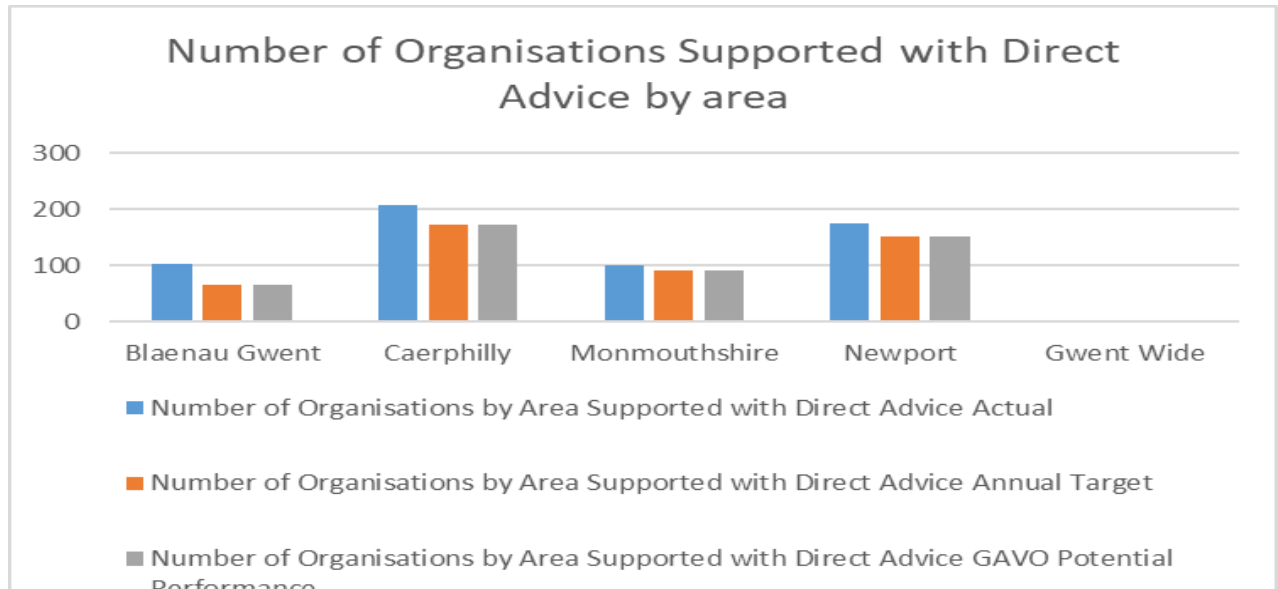 Number of Organisations Supported with Direct
Advice by area
300
200
100
0
Blaenau Gwent Caerphilly Monmouthshire Newport Gwent Wide
Number of Organisations by Area Supported with Direct Advice Actual
Number of Organisations by Area Supported with Direct Advice Annual Target
Number of Organisations by Area Supported with Direct Advice GAVO Potential
Performance